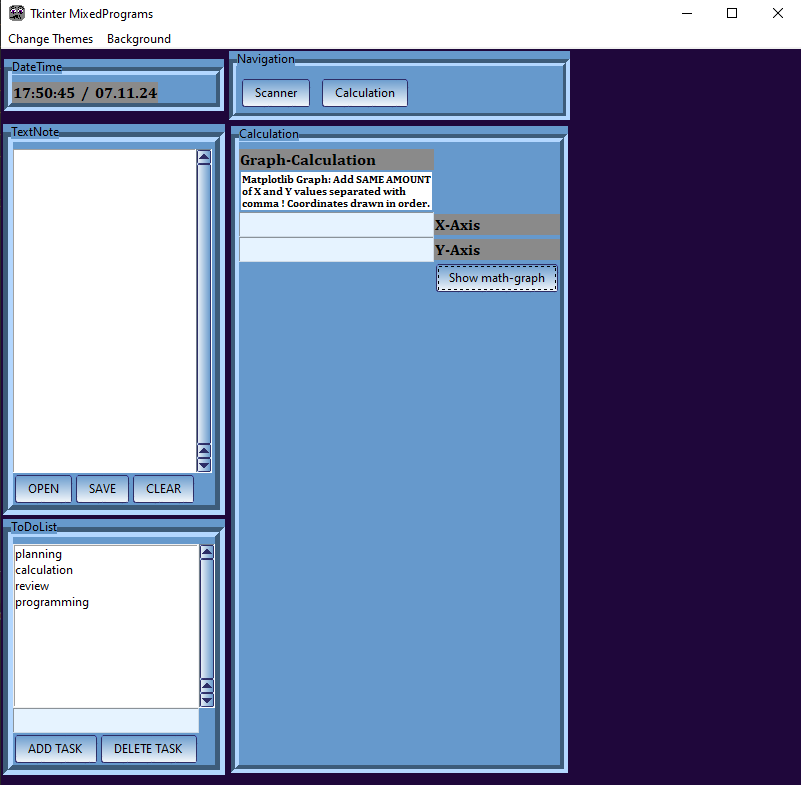 Tkinter MixedPrograms
Change Themes Background
DateTime
17:50:45 / 07.11.24
Navigation
Scanner Calculation
TextNote
OPEN SAVE CLEAR
ToDoList
planning
calculation
review
programming
ADD TASK DELETE TASK
Calculation
Graph-Calculation
Matplotlib Graph: Add SAME AMOUNT
of X and Y values separated with
comma ! Coordinates drawn in order.
X-Axis
Y-Axis
Show math-graph